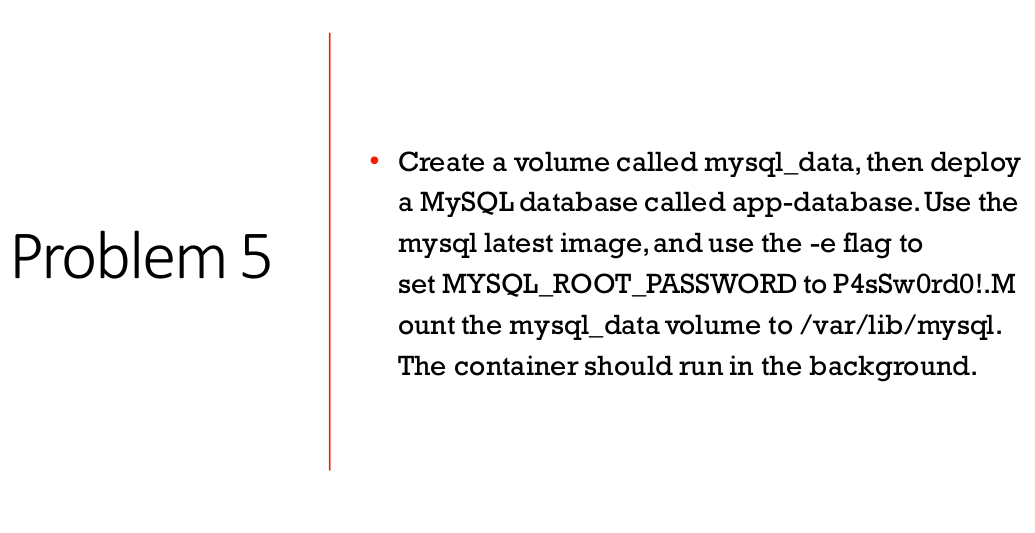 Problem 5
• Create a volume called mysql_data, then deploy
a MySQL database called app-database. Use the
mysql latest image, and use the -e flag to
set MYSQL_ROOT_PASSWORD to P4sSw0rd0!.M
ount the mysql_data volume to /var/lib/mysql.
The container should run in the background.